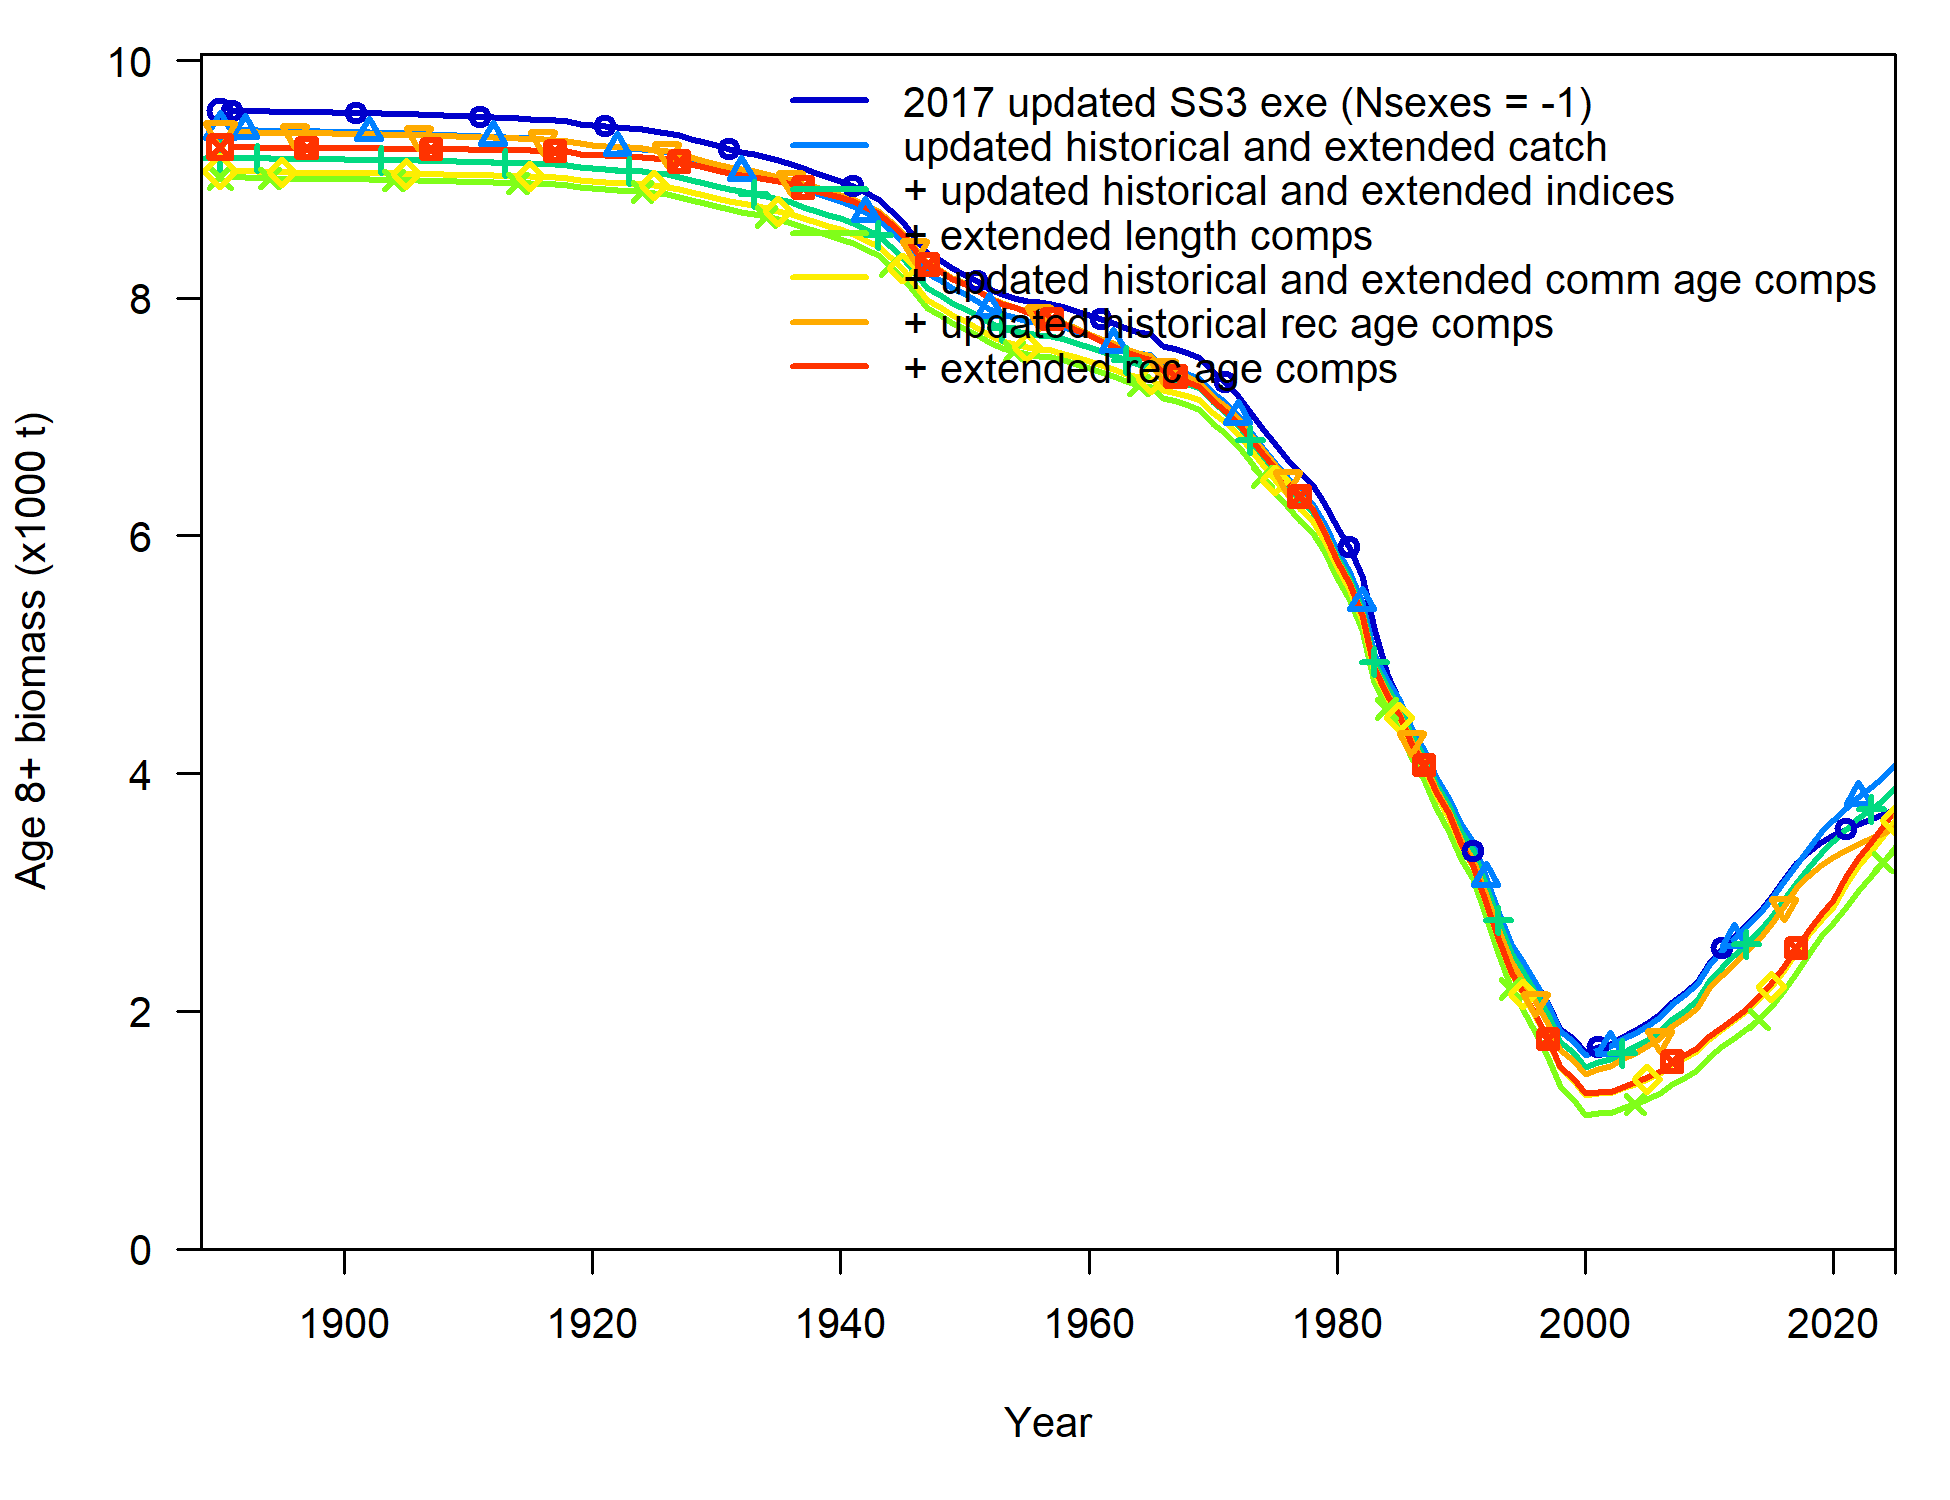 10
8
6
4
2
0
Age 8+ biomass (x1000 t)
2017 updated SS3 exe (Nsexes = -1)
updated historical and extended catch
+ updated historical and extended indices
+ extended length comps
+ updated historical and extended comm age comps
+ updated historical rec age comps
+ extended rec age comps
1900 1920 1940 1960 1980 2000 2020
Year